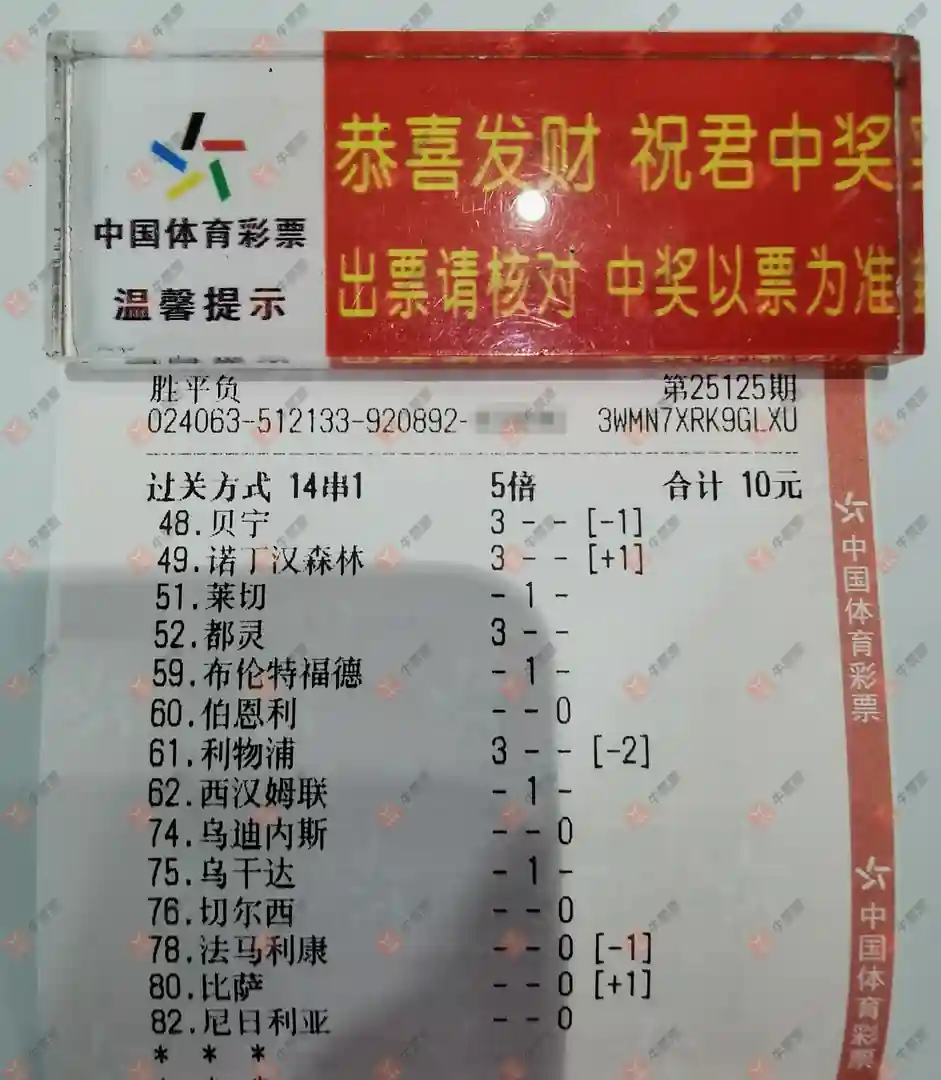 恭喜发财 祝君中奖
中国体育彩票
温馨提示
出票请核对 中奖以票为准
胜平负 第25125期
024063-512133-920892- 3WMN7XRK9GLXU
过关方式 14串1 5倍 合计 10元
48.贝宁 3 - - [-1]
49.诺丁汉森林 3 - - [+1]
51.莱切 - 1 -
52.都灵 3 - -
59.布伦特福德 - 1 -
60.伯恩利 - - 0
61.利物浦 3 - - [-2]
62.西汉姆联 - 1 -
74.乌迪内斯 - - 0
75.乌干达 - 1 -
76.切尔西 - - 0
78.法马利康 - - 0 [-1]
80.比萨 - - 0 [+1]
82.尼日利亚 - - 0
* * *
中国体育彩票
中国体育彩票
牛票票